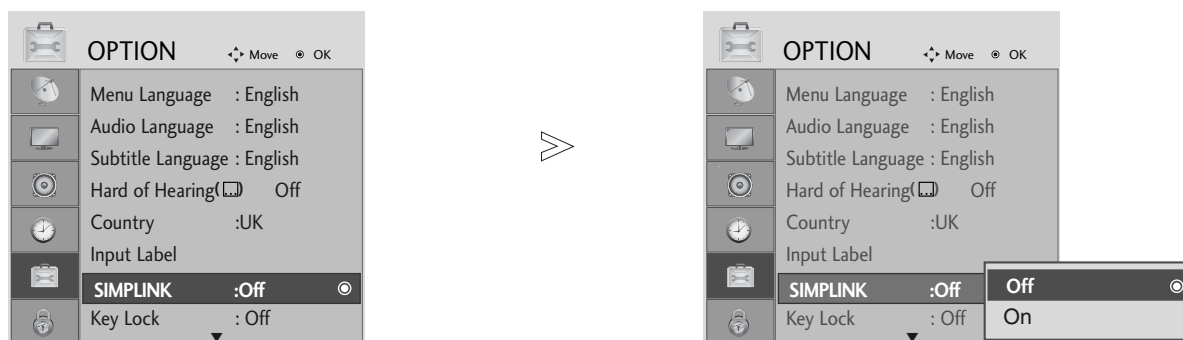 OPTION Move OK
Menu Language : English
Audio Language : English
Subtitle Language : English
Hard of Hearing(...) Off
Country :UK
Input Label
SIMPLINK :Off
Key Lock : Off
OPTION Move OK
Menu Language : English
Audio Language : English
Subtitle Language : English
Hard of Hearing(...) Off
Country :UK
Input Label
SIMPLINK :Off
Key Lock : Off
Off
On